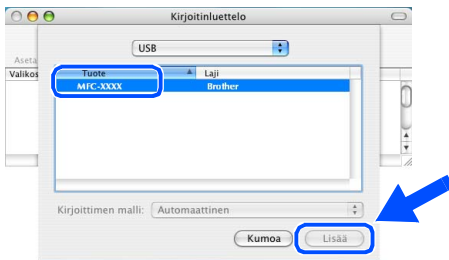 Kirjoitinluettelo
USB
Aseta
Valikos
Tuote Laji
MFC-XXXX Brother
Kirjoittimen malli: Automaattinen
Kumoa Lisää